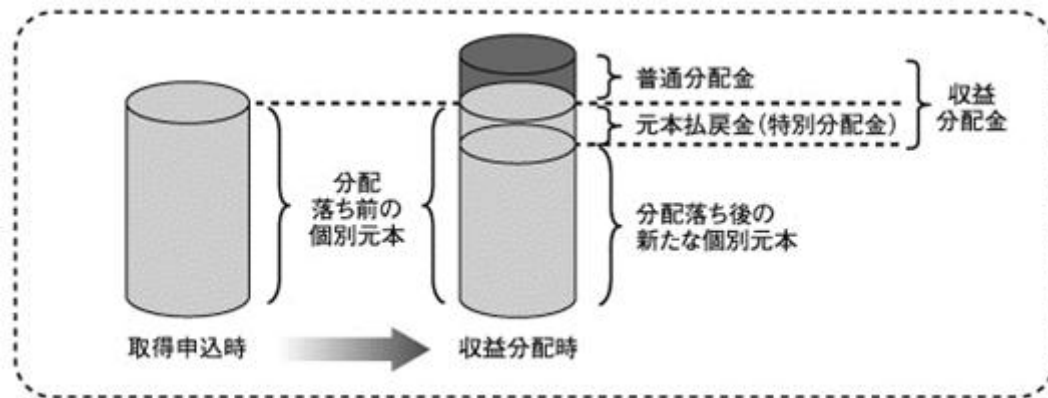 普通分配金
収益
分配金
元本払戻金(特別分配金)
分配
落ち前の
個別元本
分配落ち後の
新たな個別元本
取得申込時
収益分配時